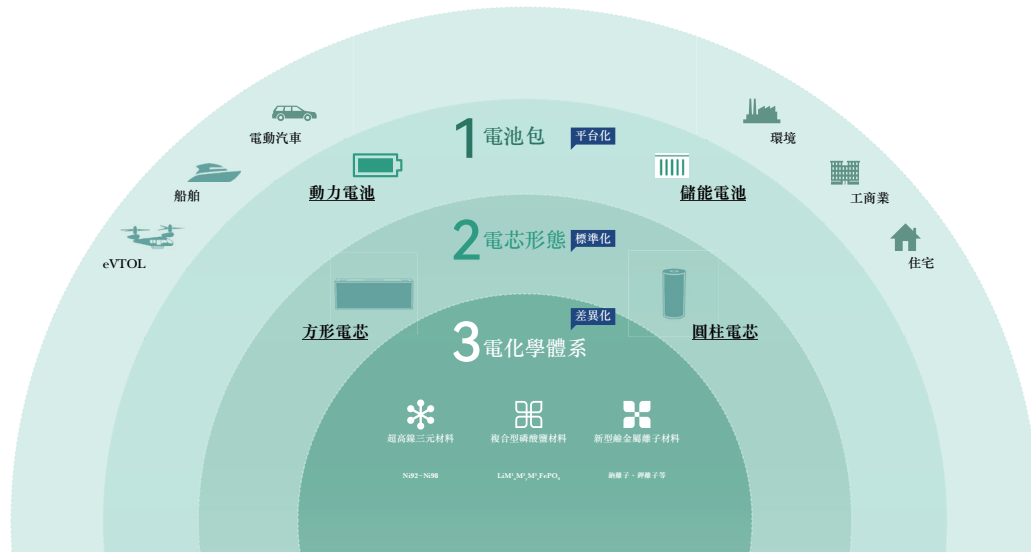 1 電池包 平台化
電動汽車
環境
船舶
動力電池
儲能電池
工商業
eVTOL
住宅
2 電芯形態 標準化
方形電芯
圓柱電芯
差異化
3 電化學體系
超高鎳三元材料 複合型磷酸鹽材料 新型鹼金屬離子材料
Ni92~Ni98
鈉離子、鉀離子等